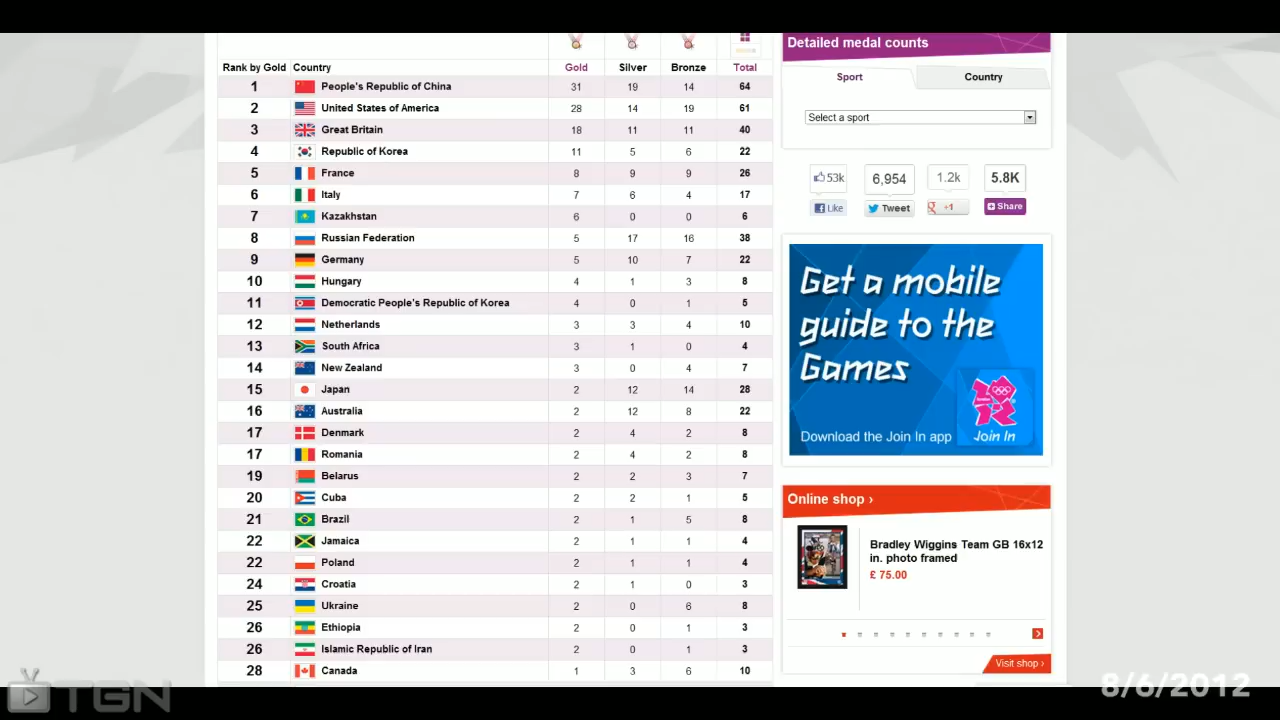 Rank by Gold Country Gold Silver Bronze Total
1 People's Republic of China 31 19 14 64
2 United States of America 28 14 19 61
3 Great Britain 18 11 11 40
4 Republic of Korea 11 5 6 22
5 France 8 9 9 26
6 Italy 7 6 4 17
7 Kazakhstan 6 0 0 6
8 Russian Federation 5 17 16 38
9 Germany 5 10 7 22
10 Hungary 4 1 3 8
11 Democratic People's Republic of Korea 4 0 1 5
12 Netherlands 3 3 4 10
13 South Africa 3 1 0 4
14 New Zealand 3 0 4 7
15 Japan 2 12 14 28
16 Australia 2 12 8 22
17 Denmark 2 4 2 8
17 Romania 2 4 2 8
19 Belarus 2 2 3 7
20 Cuba 2 2 1 5
21 Brazil 2 1 5 8
22 Jamaica 2 1 1 4
22 Poland 2 1 1 4
24 Croatia 2 1 0 3
25 Ukraine 2 0 6 8
26 Ethiopia 2 0 1 3
26 Islamic Republic of Iran 2 0 1 3
28 Canada 1 3 6 10
Detailed medal counts
Sport Country
Select a sport
53k 6,954 1.2k 5.8K
Like Tweet +1 Share
Get a mobile
guide to the
Games
Download the Join In app
Join In
Online shop ›
Bradley Wiggins Team GB 16x12
in. photo framed
£ 75.00
Visit shop ›
TGN
8/6/2012